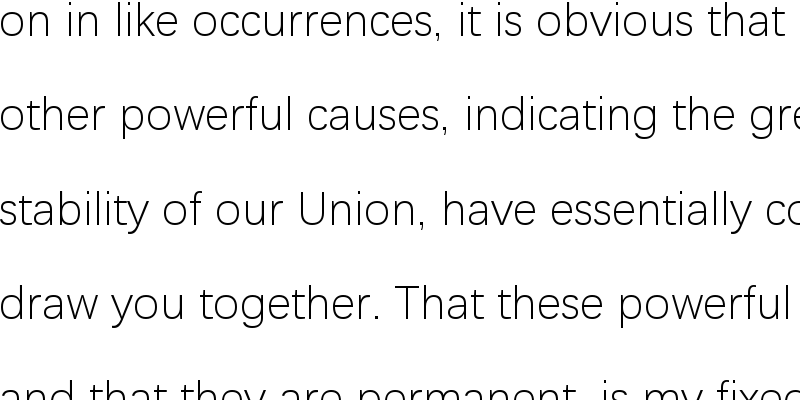 on in like occurrences, it is obvious that
other powerful causes, indicating the gre
stability of our Union, have essentially co
draw you together. That these powerful
and that they are permanent, is my fixed